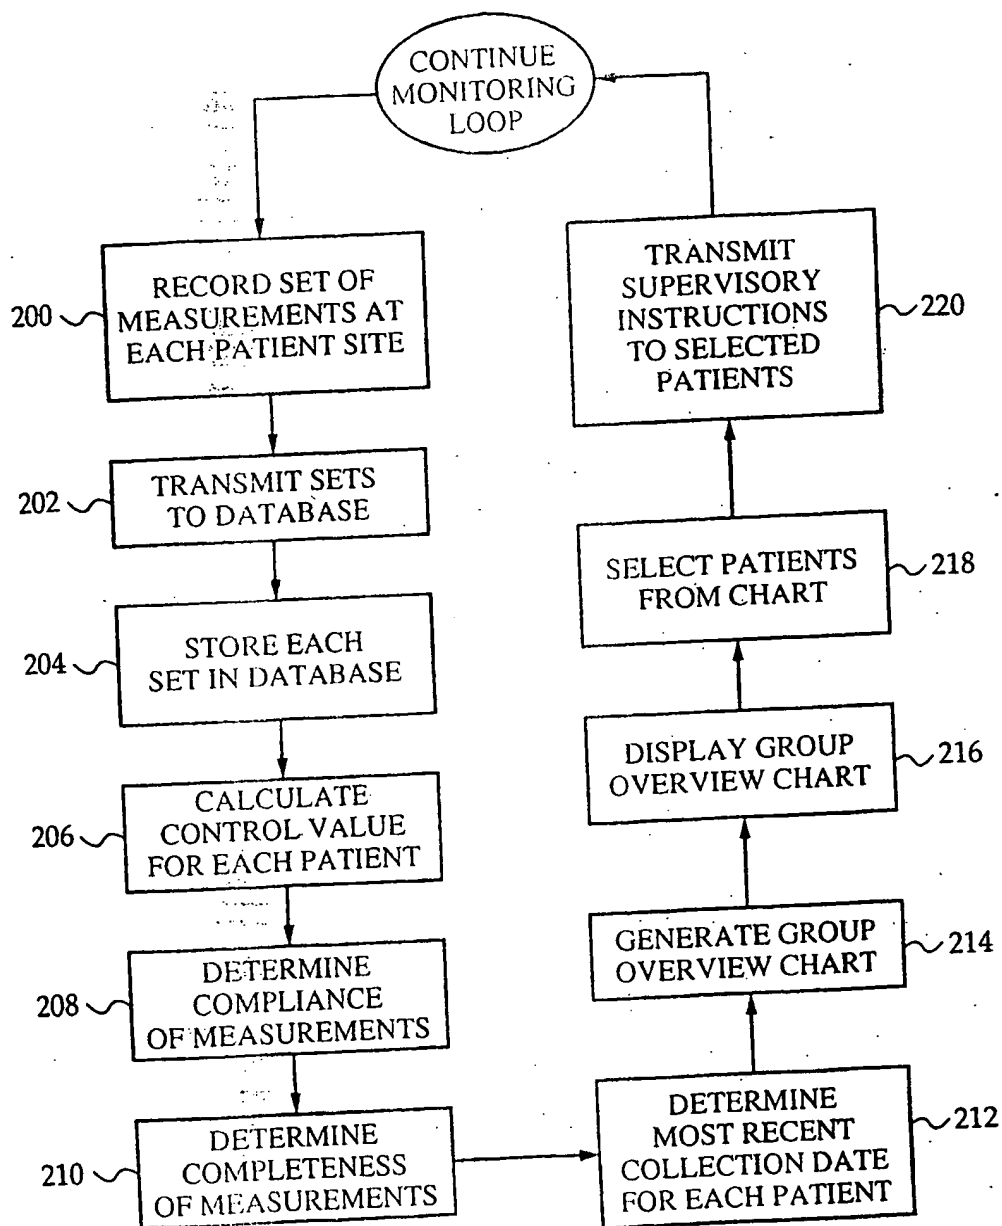 CONTINUE
MONITORING
LOOP
200
RECORD SET OF
MEASUREMENTS AT
EACH PATIENT SITE
202
TRANSMIT SETS
TO DATABASE
204
STORE EACH
SET IN DATABASE
206
CALCULATE
CONTROL VALUE
FOR EACH PATIENT
208
DETERMINE
COMPLIANCE
OF MEASUREMENTS
210
DETERMINE
COMPLETENESS
OF MEASUREMENTS
DETERMINE
MOST RECENT
COLLECTION DATE
FOR EACH PATIENT
212
GENERATE GROUP
OVERVIEW CHART
214
DISPLAY GROUP
OVERVIEW CHART
216
SELECT PATIENTS
FROM CHART
218
TRANSMIT
SUPERVISORY
INSTRUCTIONS
TO SELECTED
PATIENTS
220